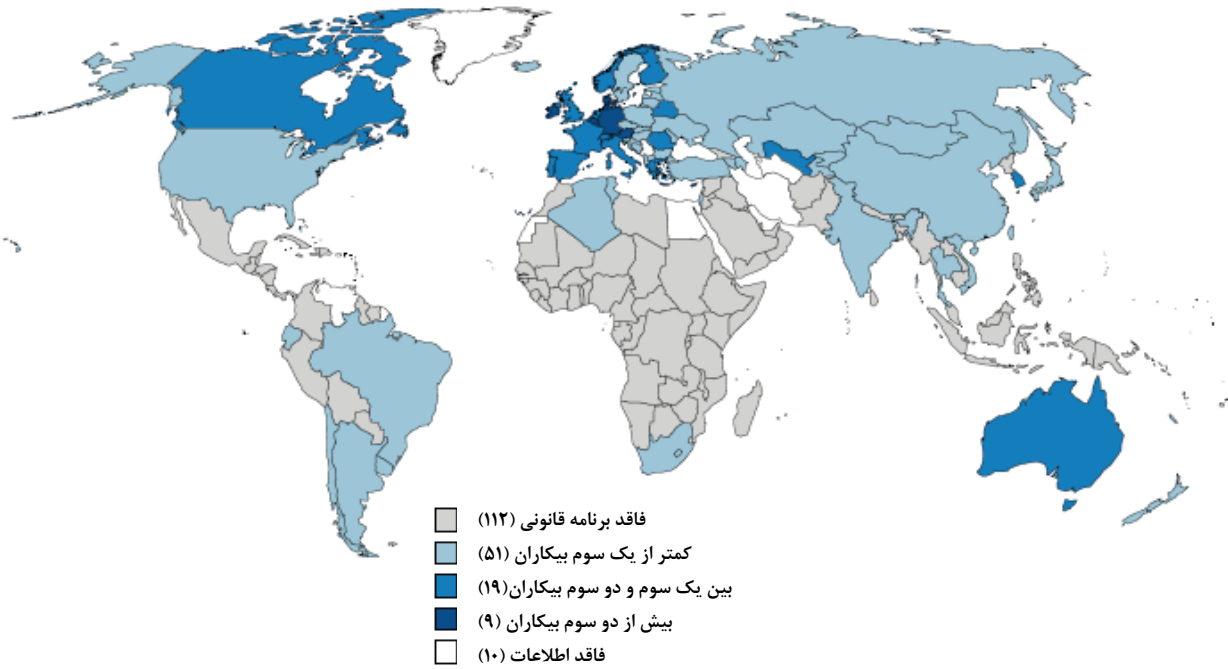 فاقد برنامه قانونی (۱۱۲)
کمتر از یک سوم بیکاران (۵۱)
بین یک سوم و دو سوم بیکاران(۱۹)
بیش از دو سوم بیکاران (۹)
فاقد اطلاعات (۱۰)